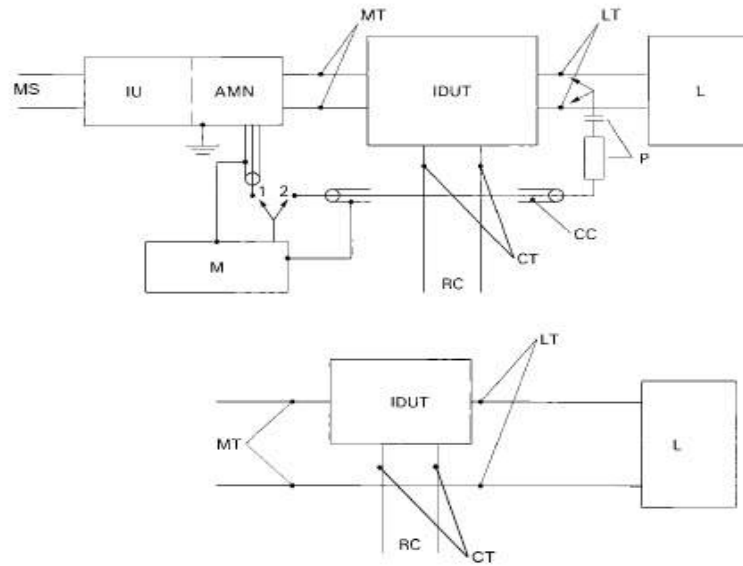 MT LT
MS IU AMN IDUT L
P
1 2
CC
M CT
RC
LT
IDUT
MT L
RC CT